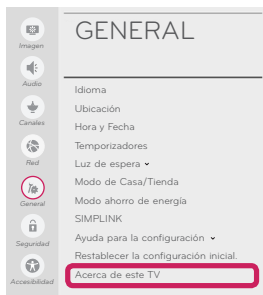 GENERAL
Imagen
Audio
Canales
Red
General
Seguridad
Accesibilidad
Idioma
Ubicación
Hora y Fecha
Temporizadores
Luz de espera
Modo de Casa/Tienda
Modo ahorro de energía
SIMPLINK
Ayuda para la configuración
Restablecer la configuración inicial.
Acerca de este TV